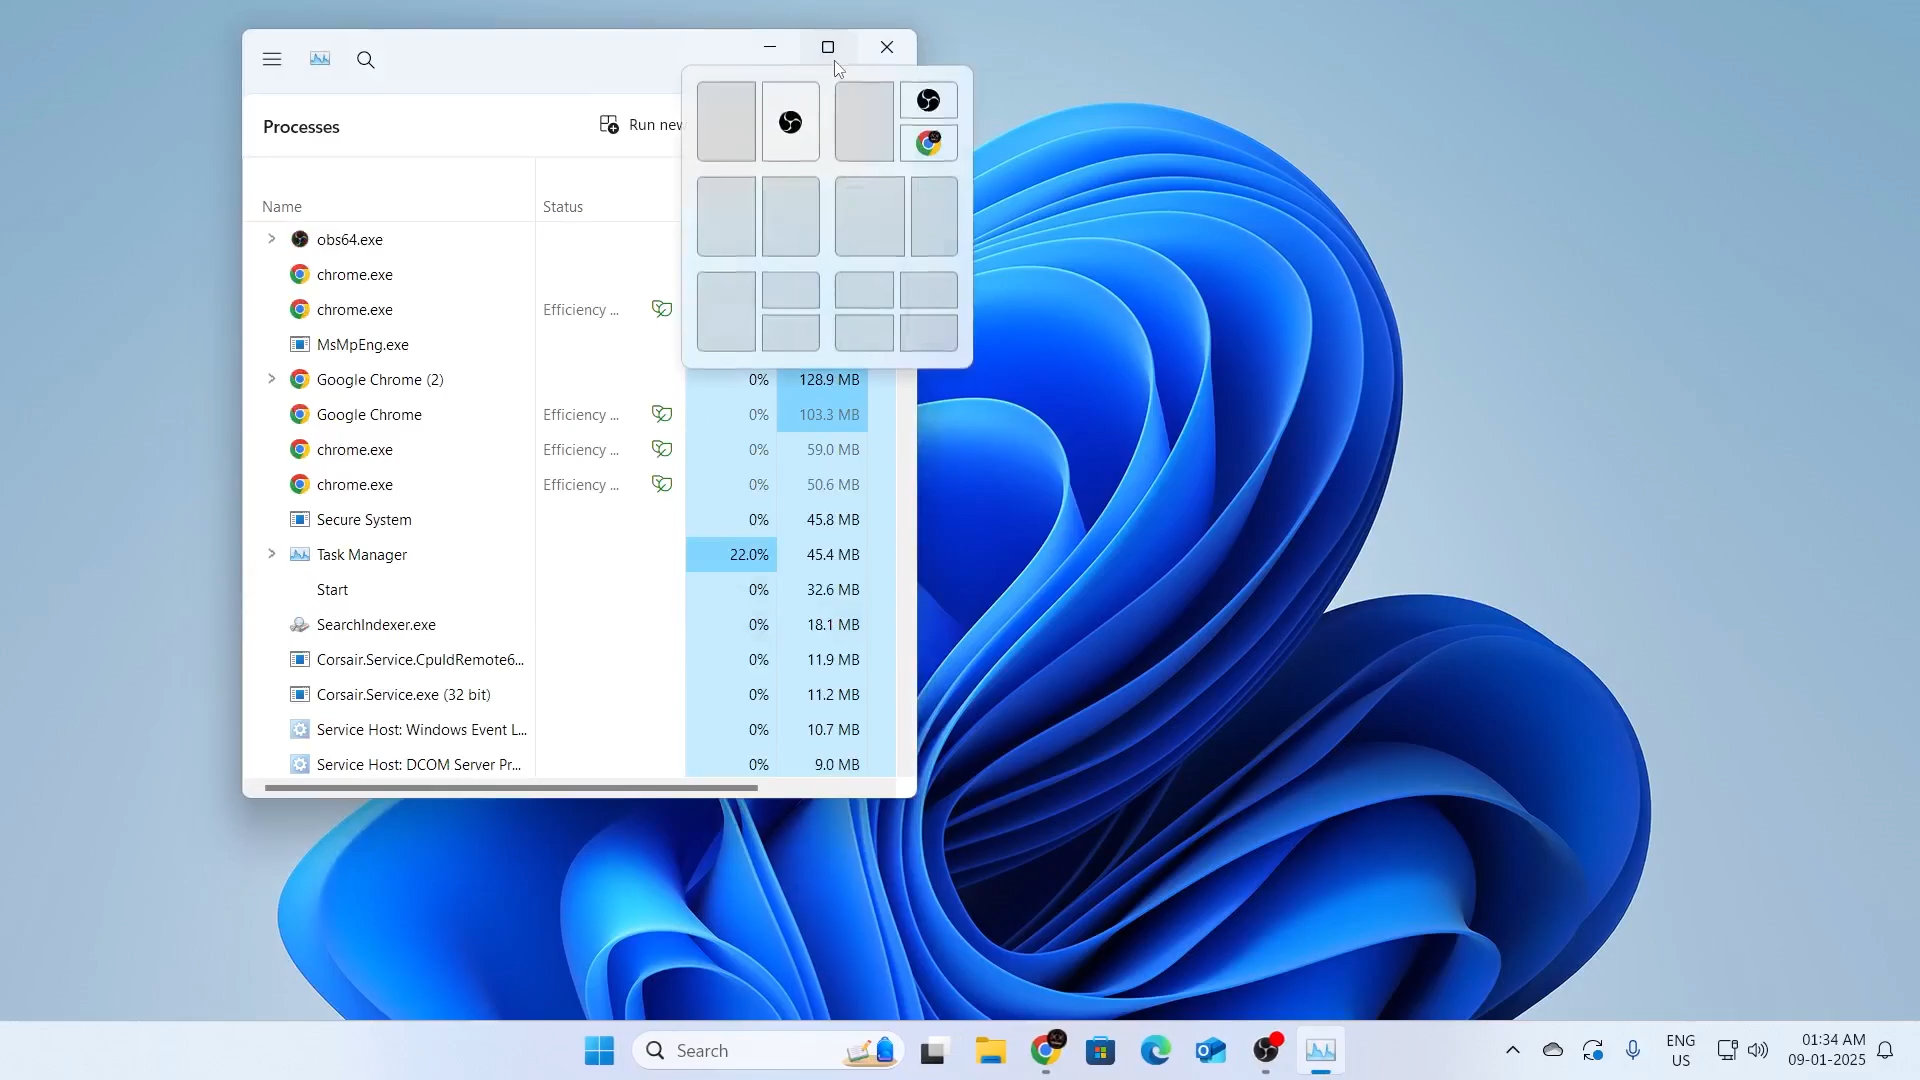 Processes
Run new
Name Status
obs64.exe
chrome.exe
chrome.exe Efficiency ...
MsMpEng.exe
Google Chrome (2) 0% 128.9 MB
Google Chrome Efficiency ... 0% 103.3 MB
chrome.exe Efficiency ... 0% 59.0 MB
chrome.exe Efficiency ... 0% 50.6 MB
Secure System 0% 45.8 MB
Task Manager 22.0% 45.4 MB
Start 0% 32.6 MB
SearchIndexer.exe 0% 18.1 MB
Corsair.Service.CpuIdRemote6... 0% 11.9 MB
Corsair.Service.exe (32 bit) 0% 11.2 MB
Service Host: Windows Event L... 0% 10.7 MB
Service Host: DCOM Server Pr... 0% 9.0 MB
Search
ENG
US
01:34 AM
09-01-2025